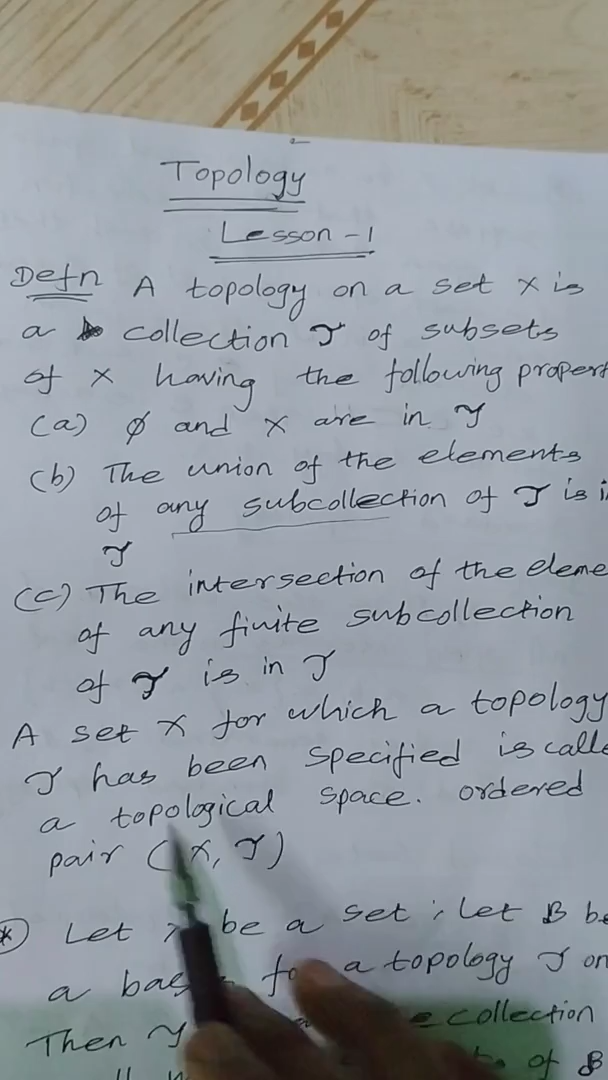 Topology
Lesson - 1
Defn A topology on a set X is
a collection T of subsets
of X having the following propert
(a) φ and X are in T
(b) The union of the elements
of any subcollection of T is i
T
(c) The intersection of the eleme
of any finite subcollection
of T is in T
A set X for which a topology
T has been specified is calle
a topological space. ordered
pair (X, T)
* Let be a set ; let B be
a for a topology T on
Then T collection
of B